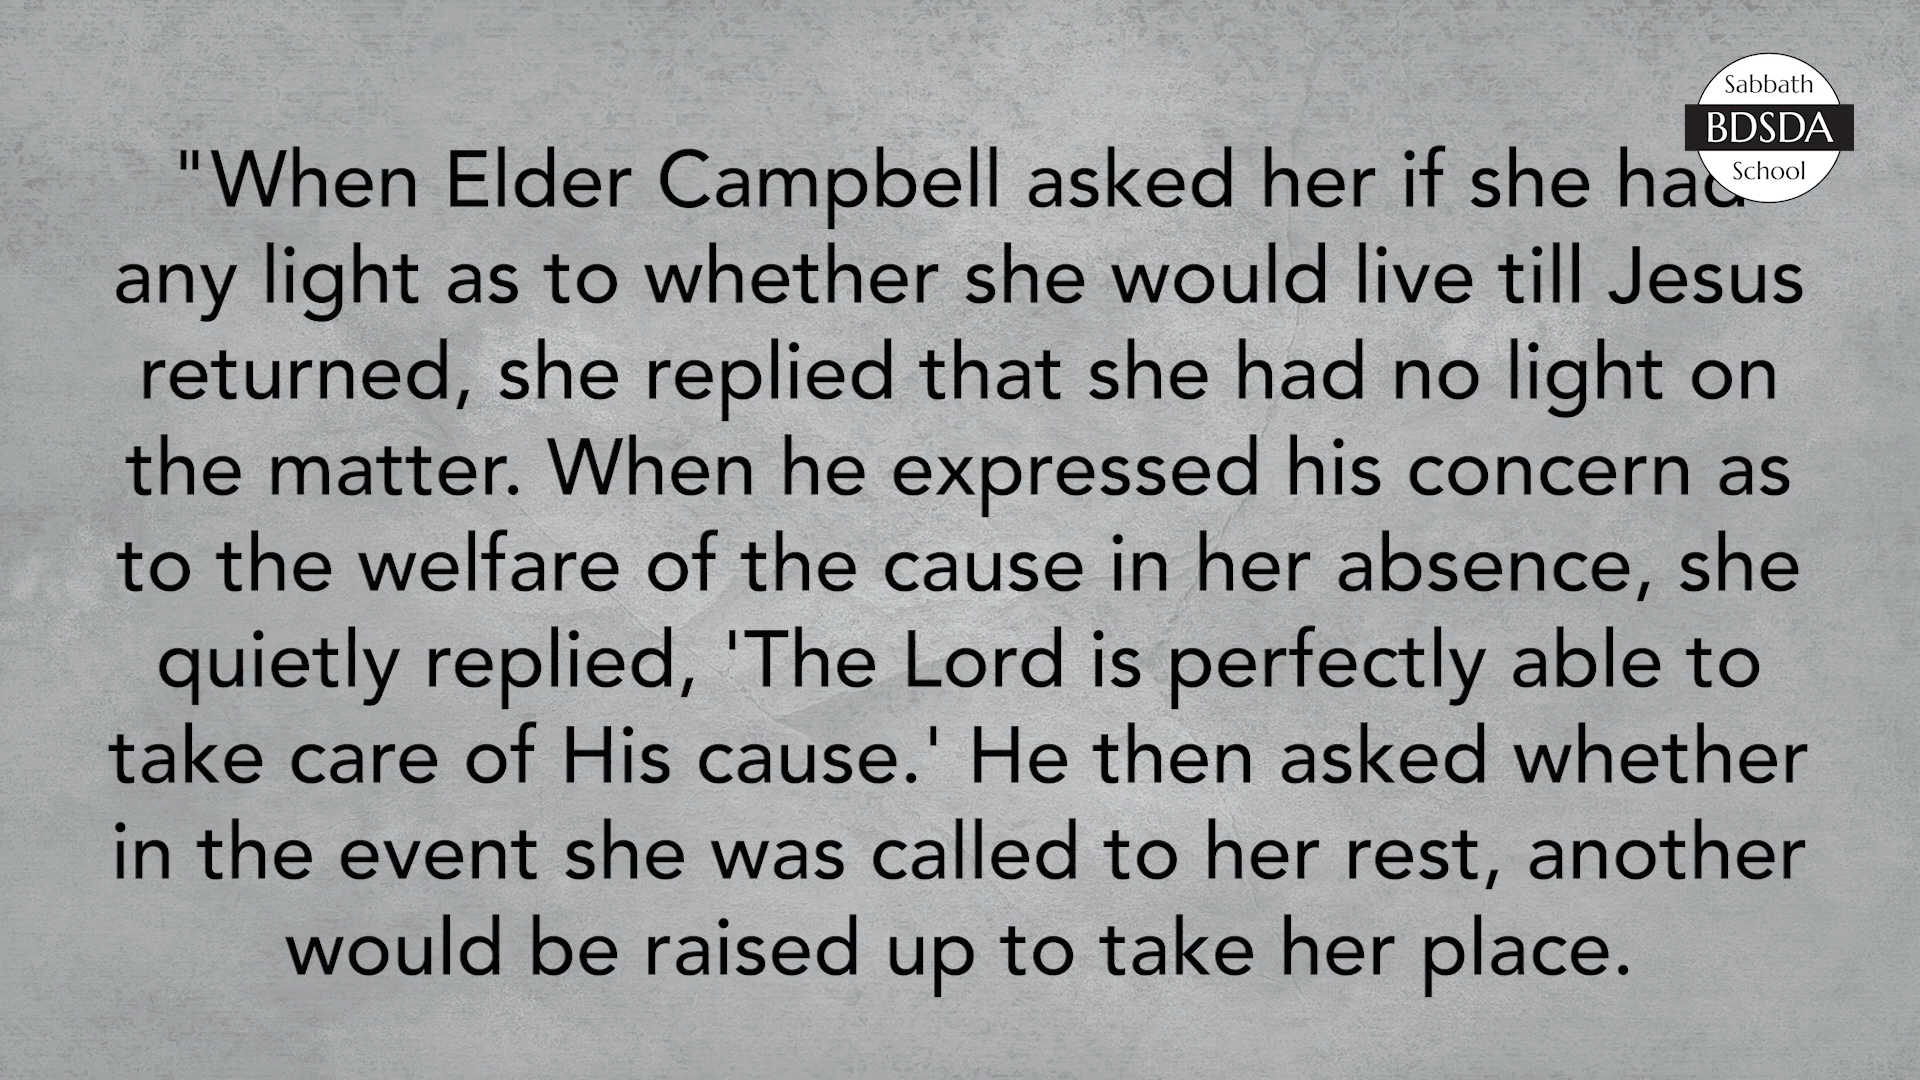 Sabbath
BDSDA
School
"When Elder Campbell asked her if she had
any light as to whether she would live till Jesus
returned, she replied that she had no light on
the matter. When he expressed his concern as
to the welfare of the cause in her absence, she
quietly replied, 'The Lord is perfectly able to
take care of His cause.' He then asked whether
in the event she was called to her rest, another
would be raised up to take her place.